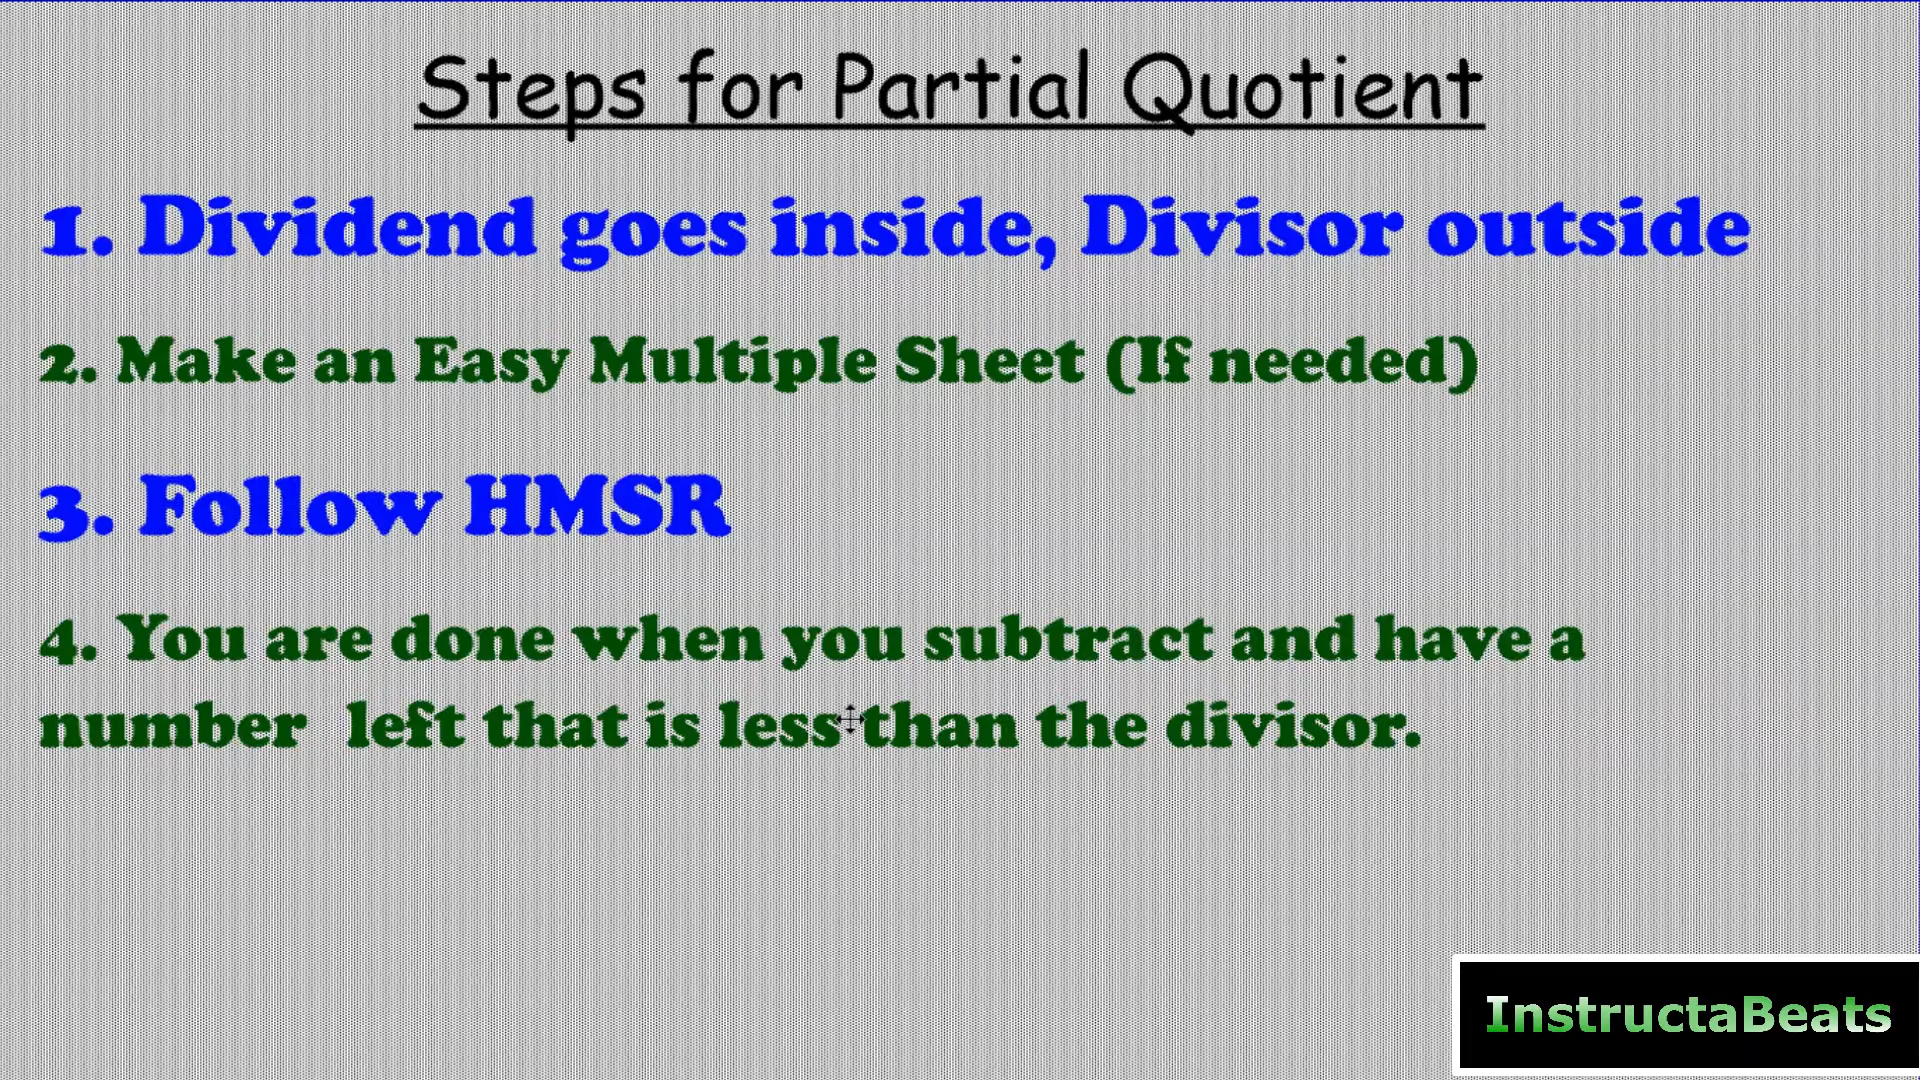 Steps for Partial Quotient
1. Dividend goes inside, Divisor outside
2. Make an Easy Multiple Sheet (If needed)
3. Follow HMSR
4. You are done when you subtract and have a
number left that is less than the divisor.
InstructaBeats